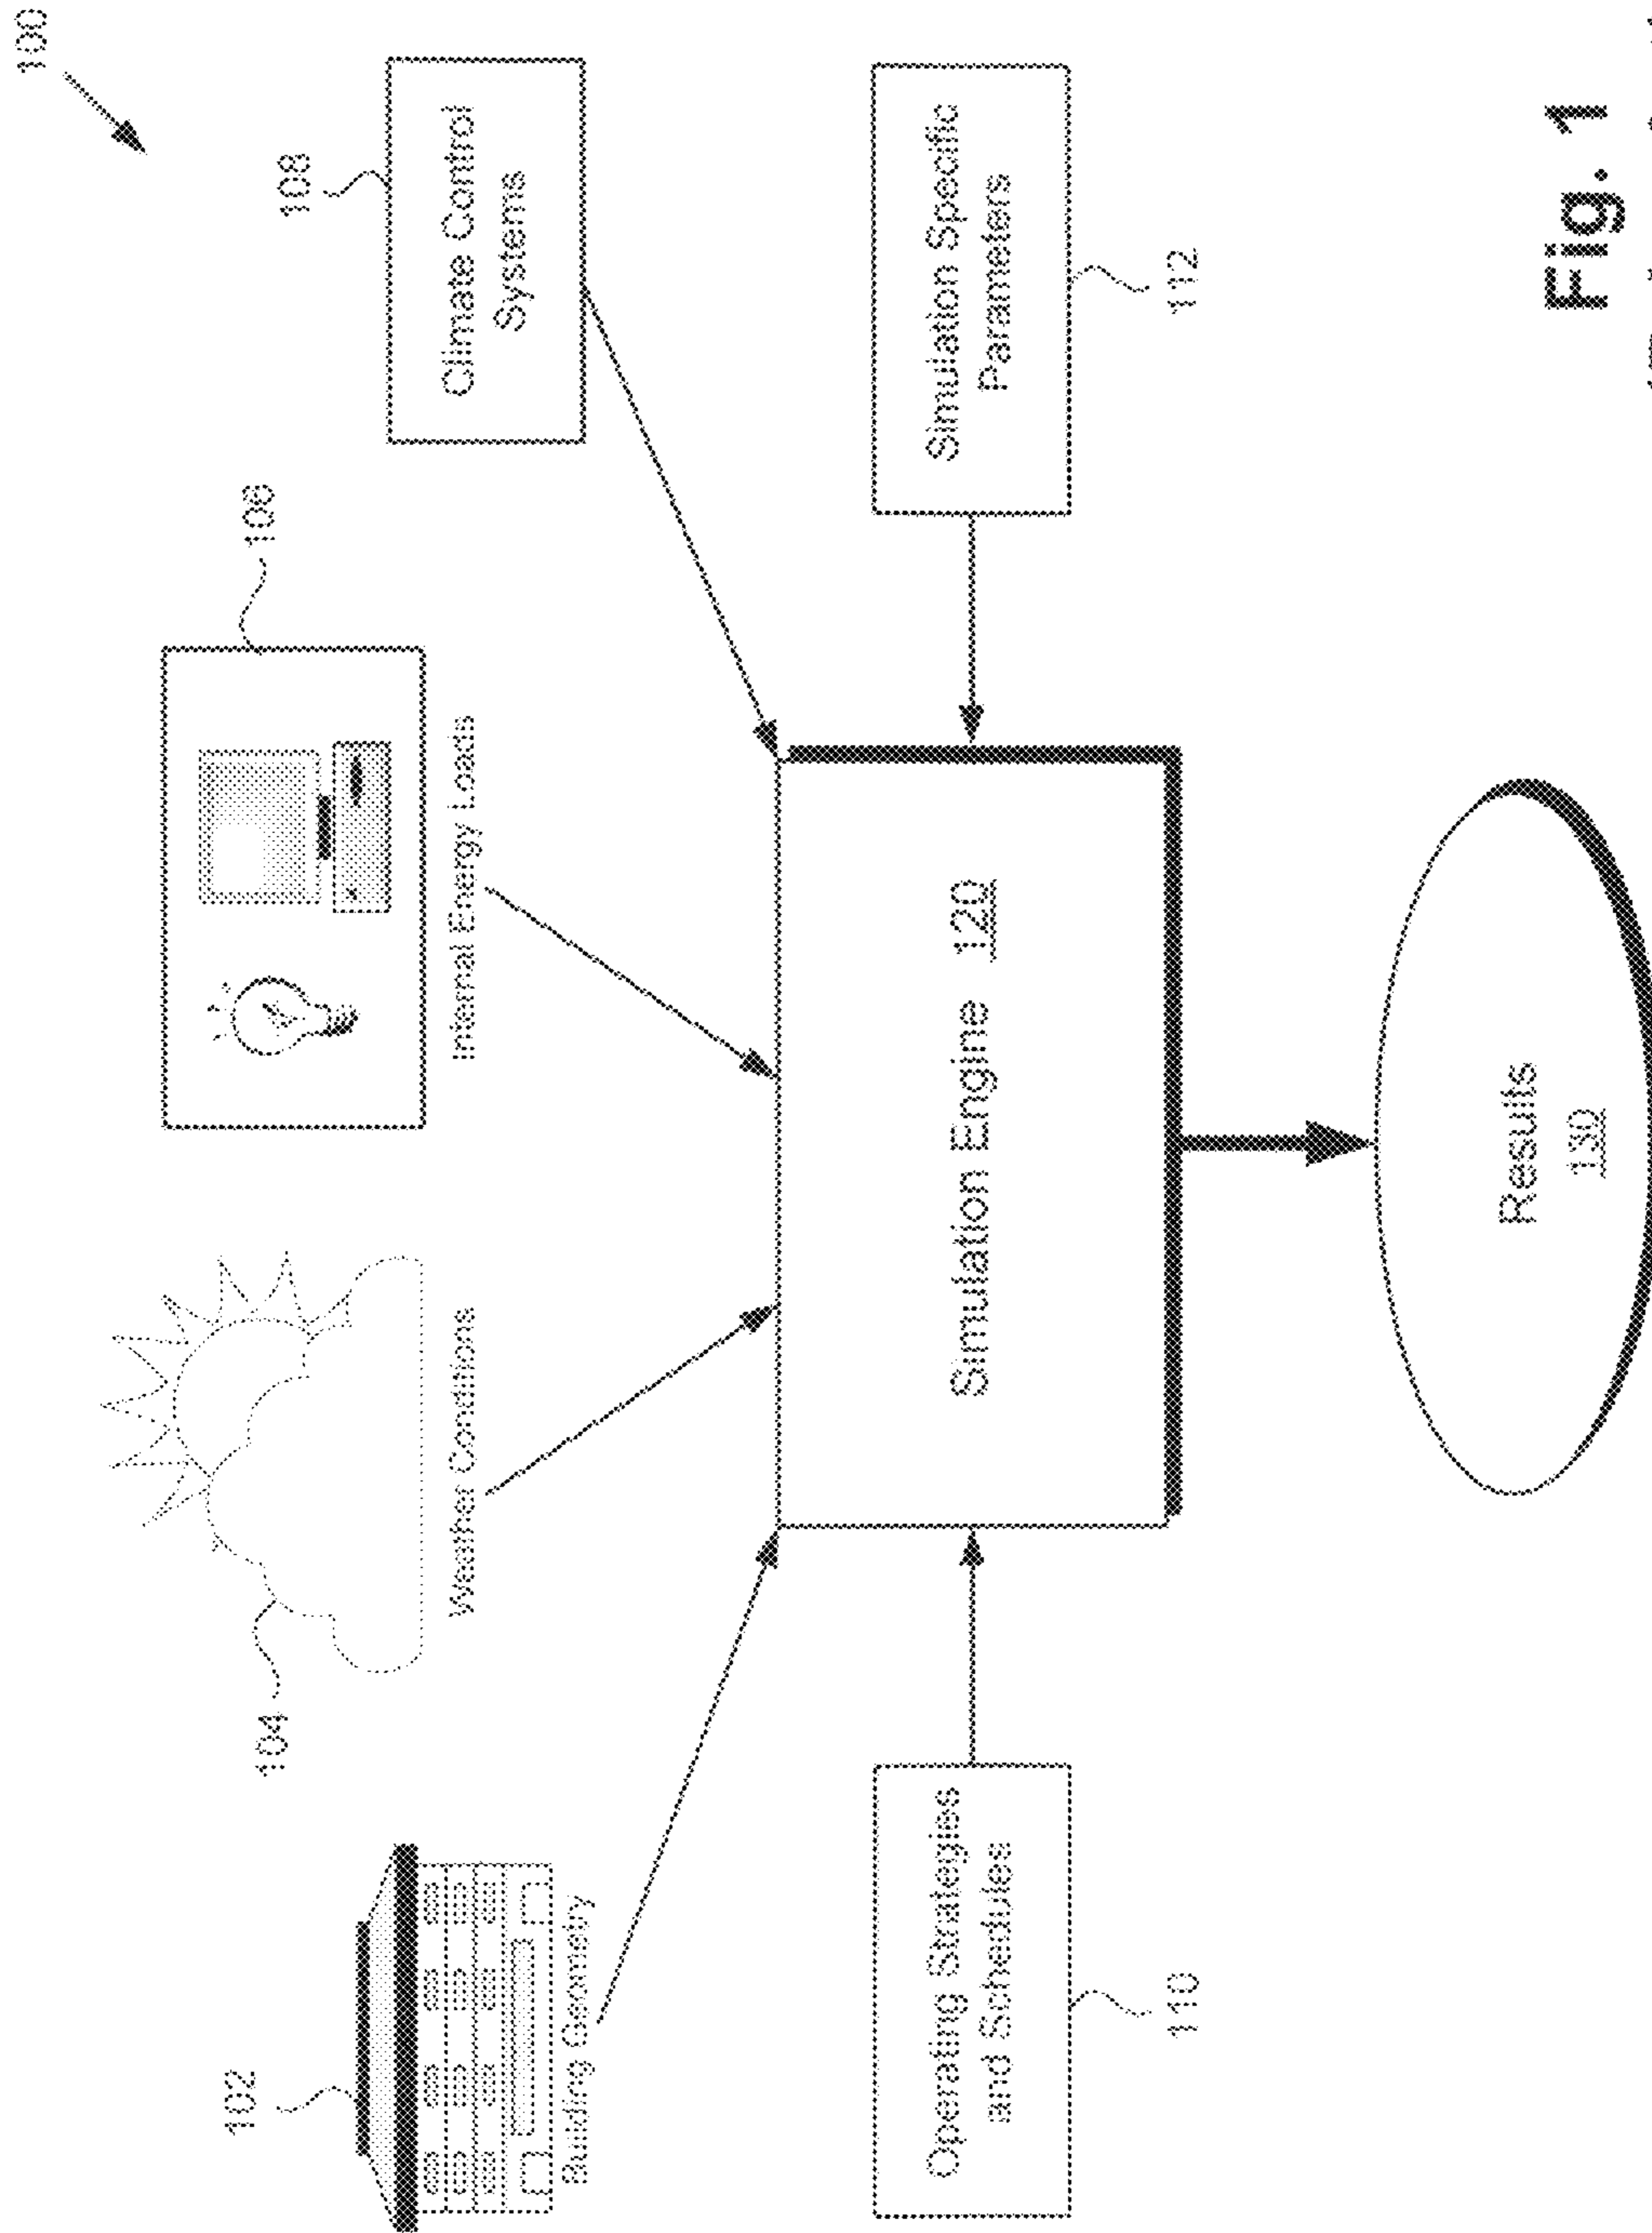 100
102
104
106
108
Building Geometry
Weather Conditions
Internal Energy Loads
Climate Control
Systems
Operating Strategies
and Schedules
110
Simulation Engine 120
Simulation Specific
Parameters
112
Results
130
Fig. 1